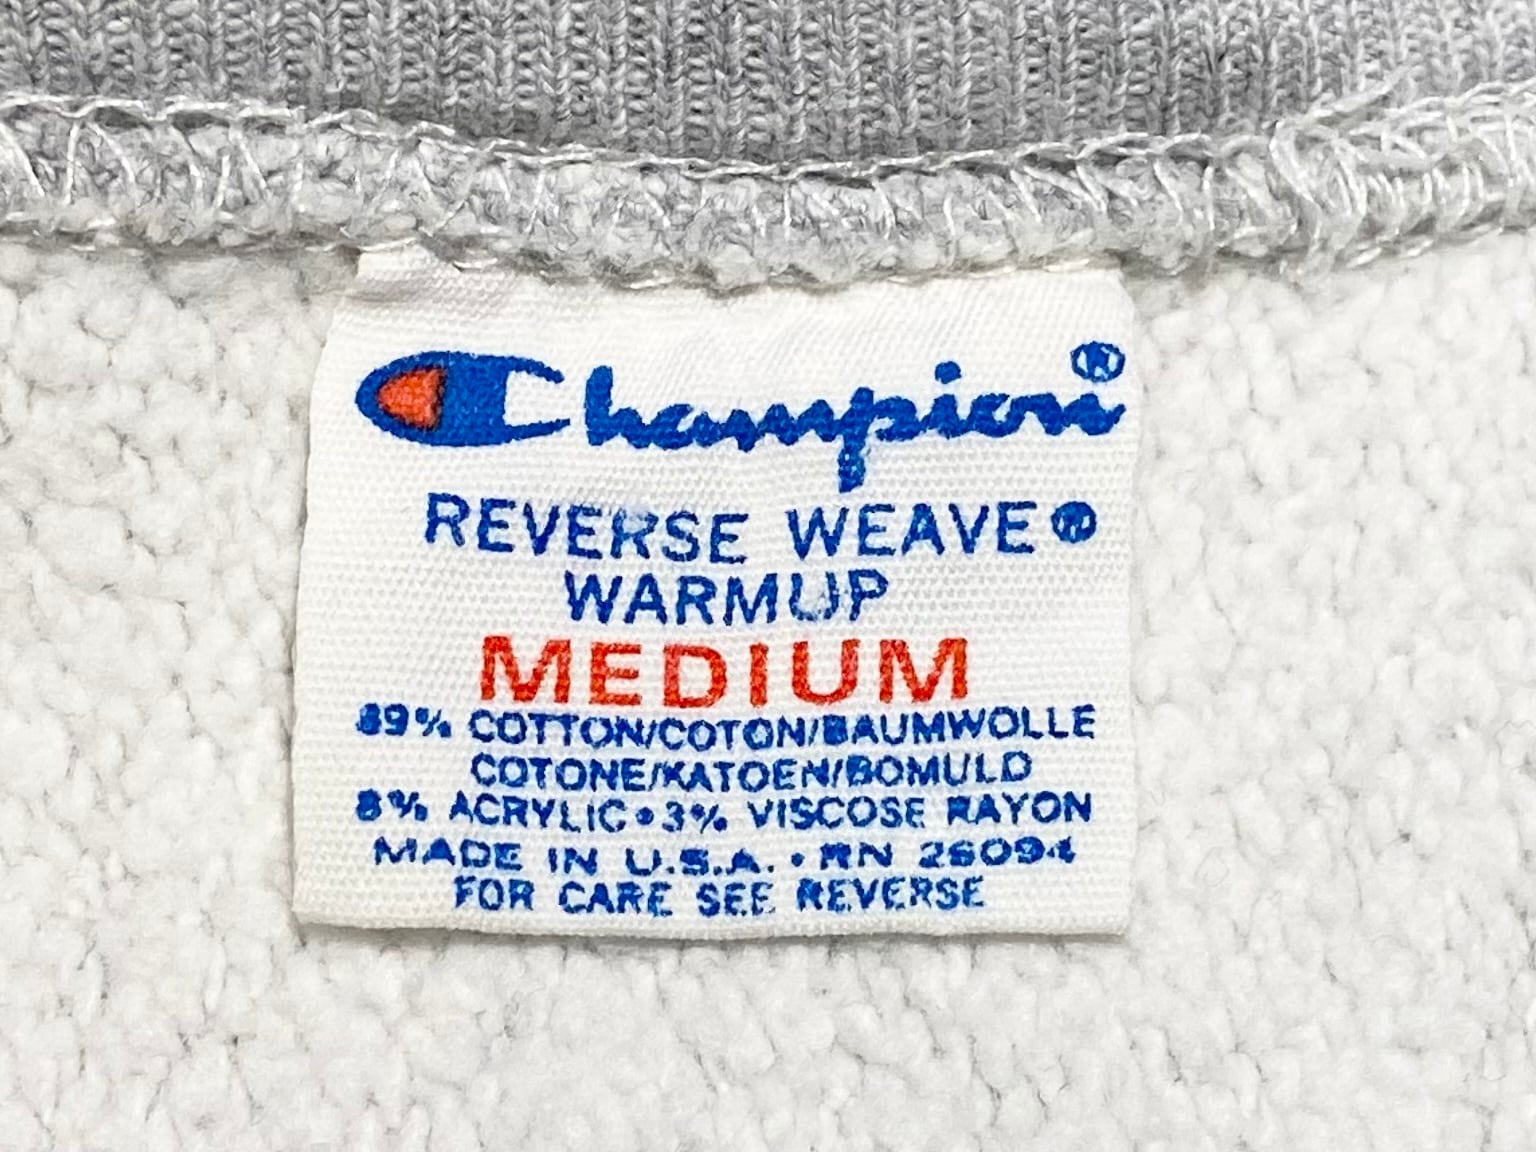 Champion®
REVERSE WEAVE®
WARMUP
MEDIUM
89% COTTON/COTON/BAUMWOLLE
COTONE/KATOEN/BOMULD
8% ACRYLIC•3% VISCOSE RAYON
MADE IN U.S.A. • RN 26094
FOR CARE SEE REVERSE